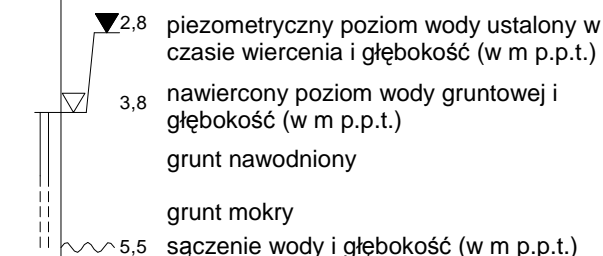 2,8 piezometryczny poziom wody ustalony w
czasie wiercenia i głębokość (w m p.p.t.)
3,8 nawiercony poziom wody gruntowej i
głębokość (w m p.p.t.)
grunt nawodniony
grunt mokry
5,5 sączenie wody i głębokość (w m p.p.t.)